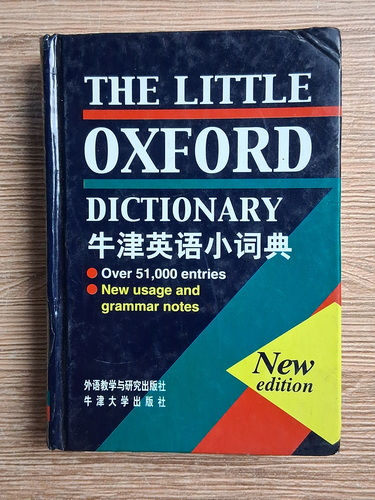 THE LITTLE
OXFORD
DICTIONARY
牛津英语小词典
Over 51,000 entries
New usage and
grammar notes
New
edition
外语教学与研究出版社
牛津大学出版社